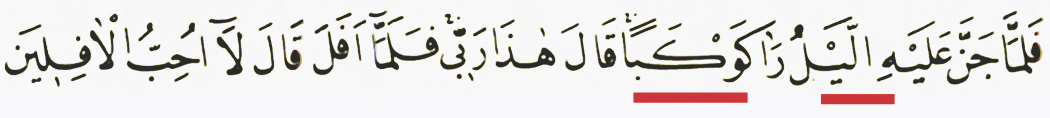 فَلَمَّا جَنَّ عَلَيْهِ الَّيْلُ رَاٰ كَوْكَبًاۚ قَالَ هٰذَا رَبّ۪يۚ فَلَمَّآ اَفَلَ قَالَ لَآ اُحِبُّ الْاٰفِل۪ينَ